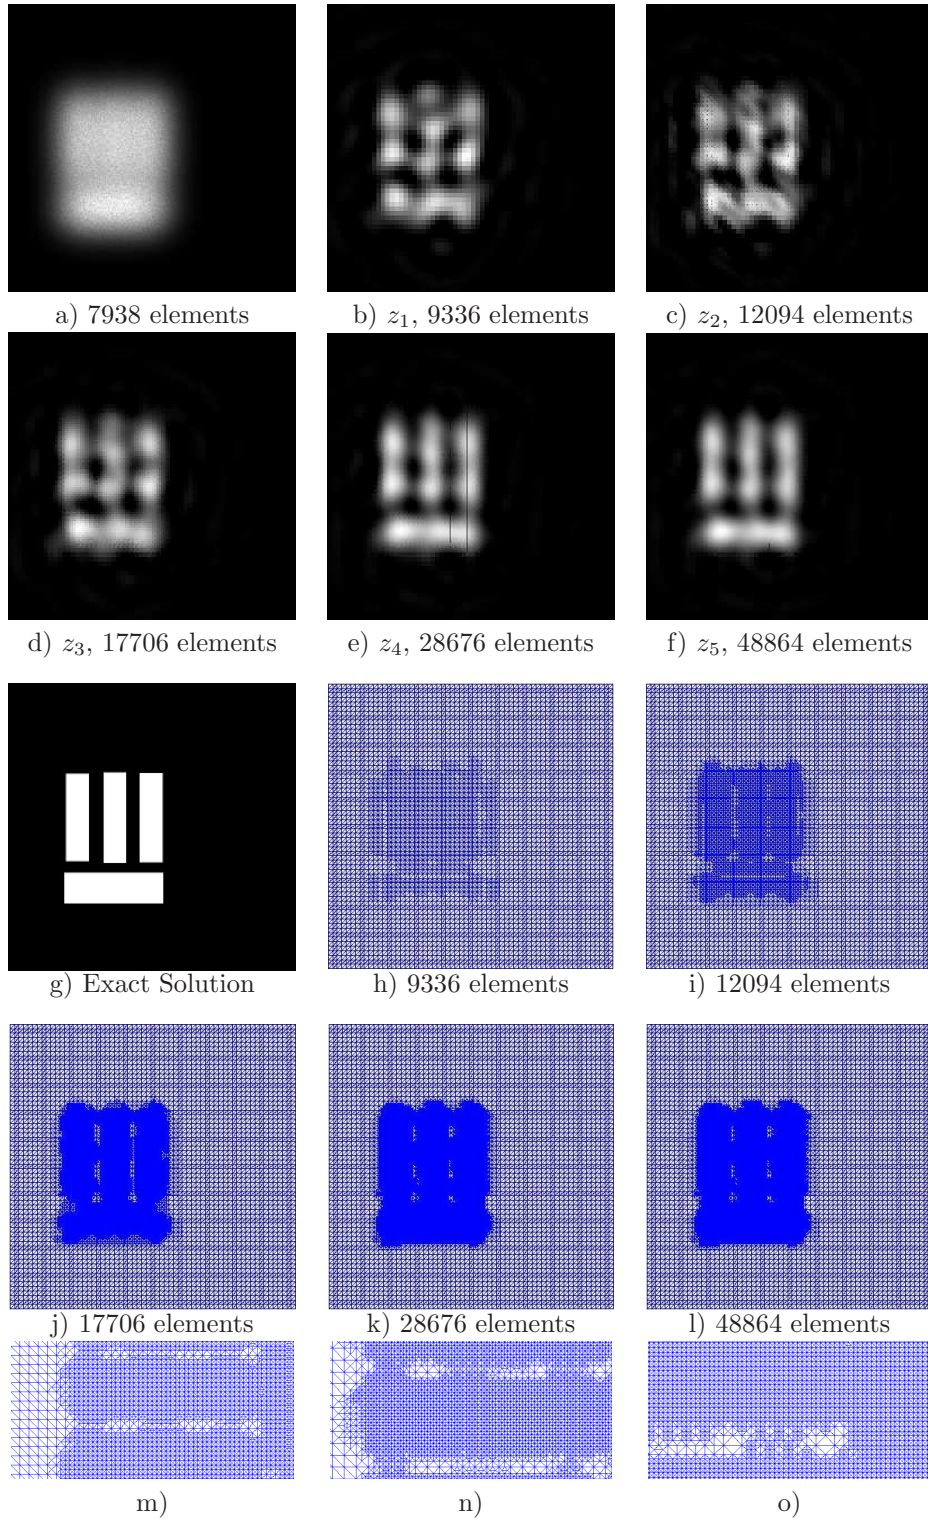 a) 7938 elements
b) z₁, 9336 elements
c) z₂, 12094 elements
d) z₃, 17706 elements
e) z₄, 28676 elements
f) z₅, 48864 elements
g) Exact Solution
h) 9336 elements
i) 12094 elements
j) 17706 elements
k) 28676 elements
l) 48864 elements
m)
n)
o)